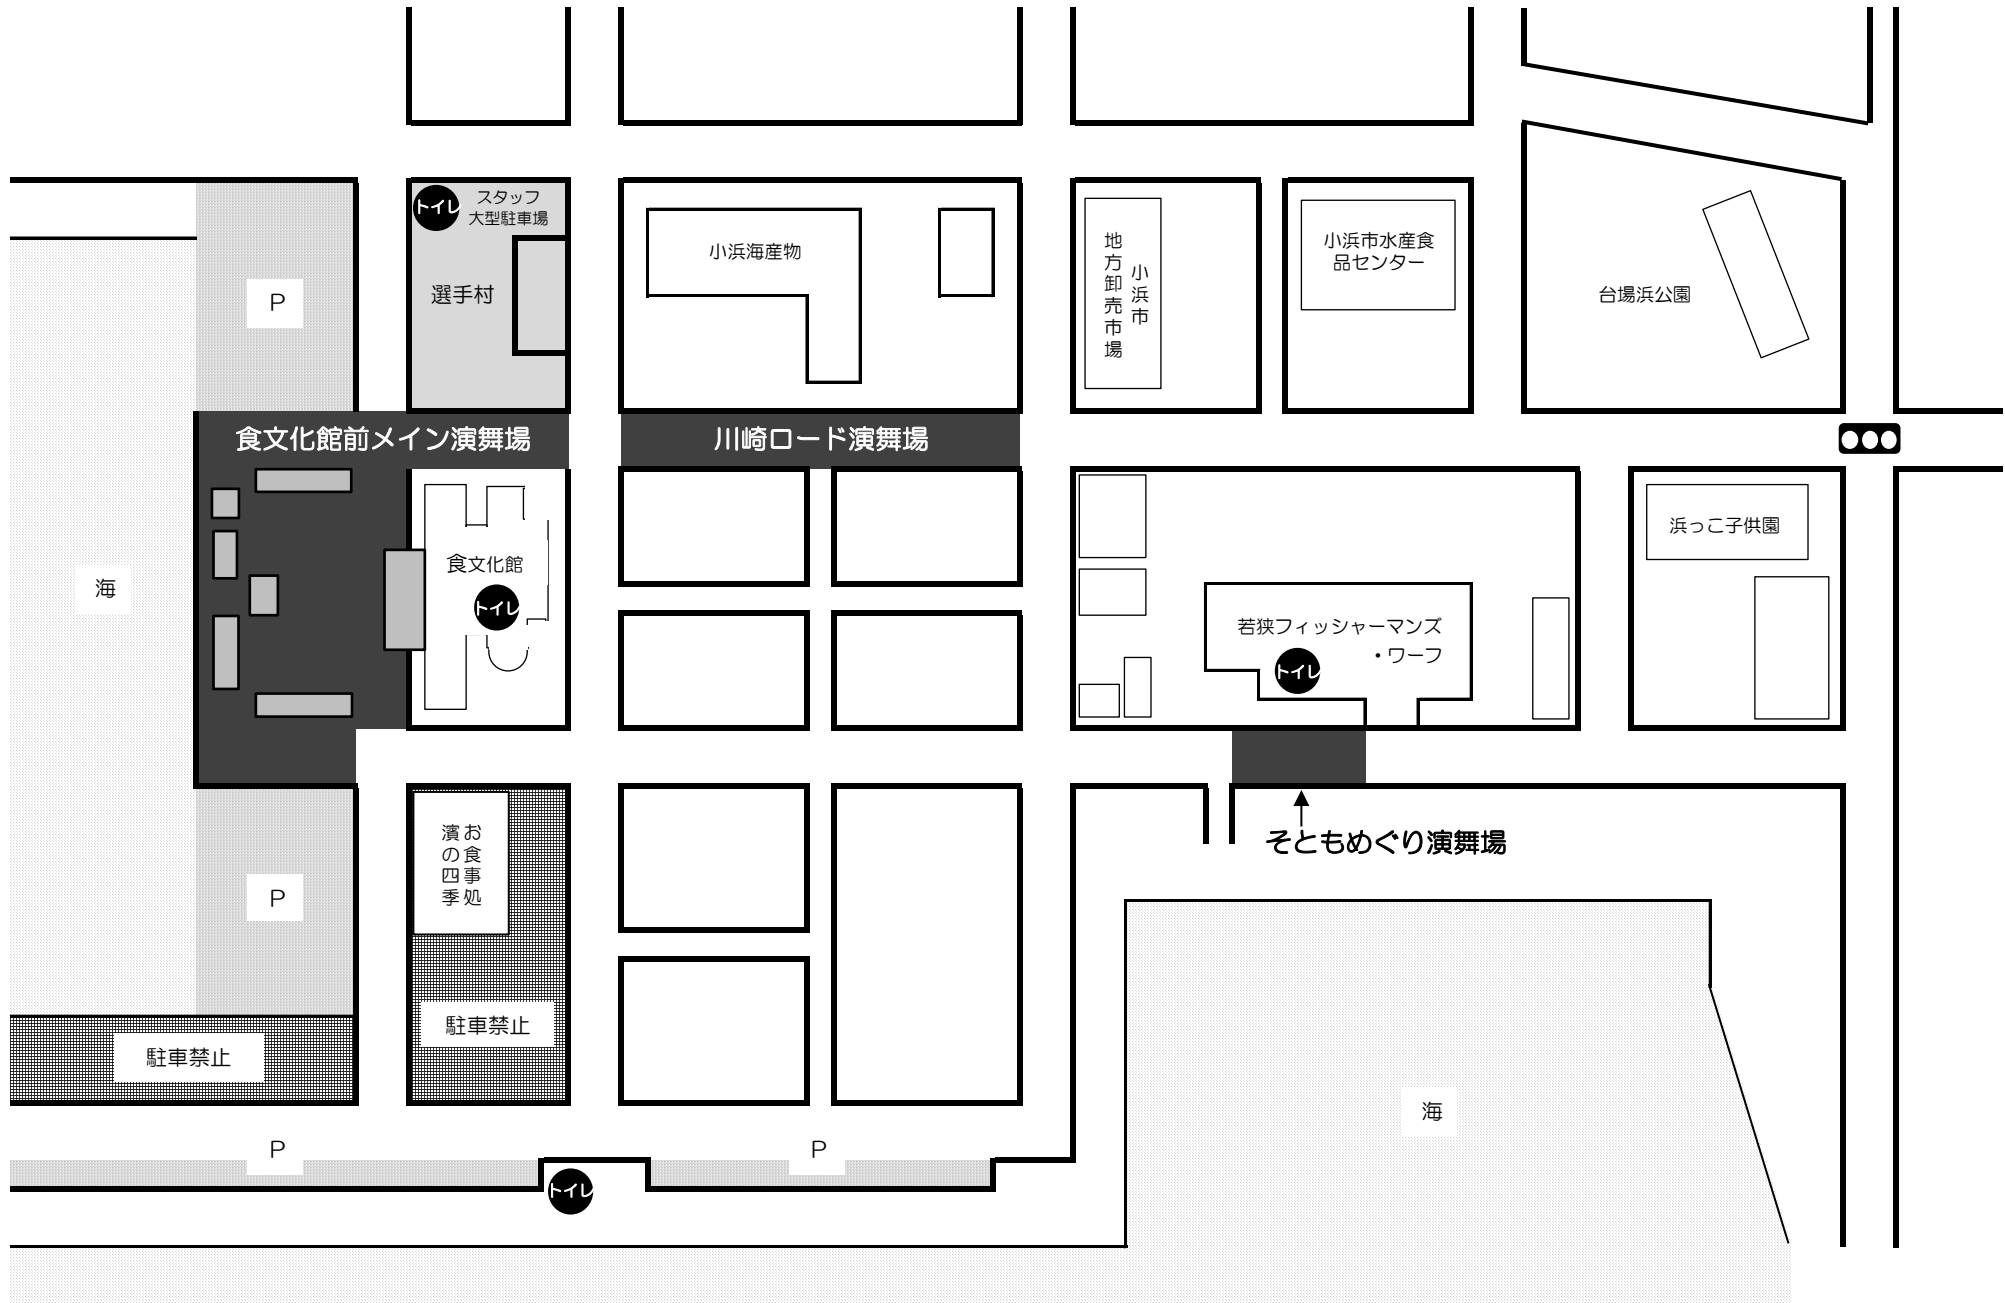 トイレ
スタッフ
大型駐車場
選手村
P
小浜海産物
小浜市
地方卸売市場
小浜市水産食
品センター
台場浜公園
食文化館前メイン演舞場
川崎ロード演舞場
食文化館
トイレ
海
浜っこ子供園
若狭フィッシャーマンズ
・ワーフ
トイレ
そともめぐり演舞場
お食事処
濱の四季
P
駐車禁止
駐車禁止
海
P
P
トイレ